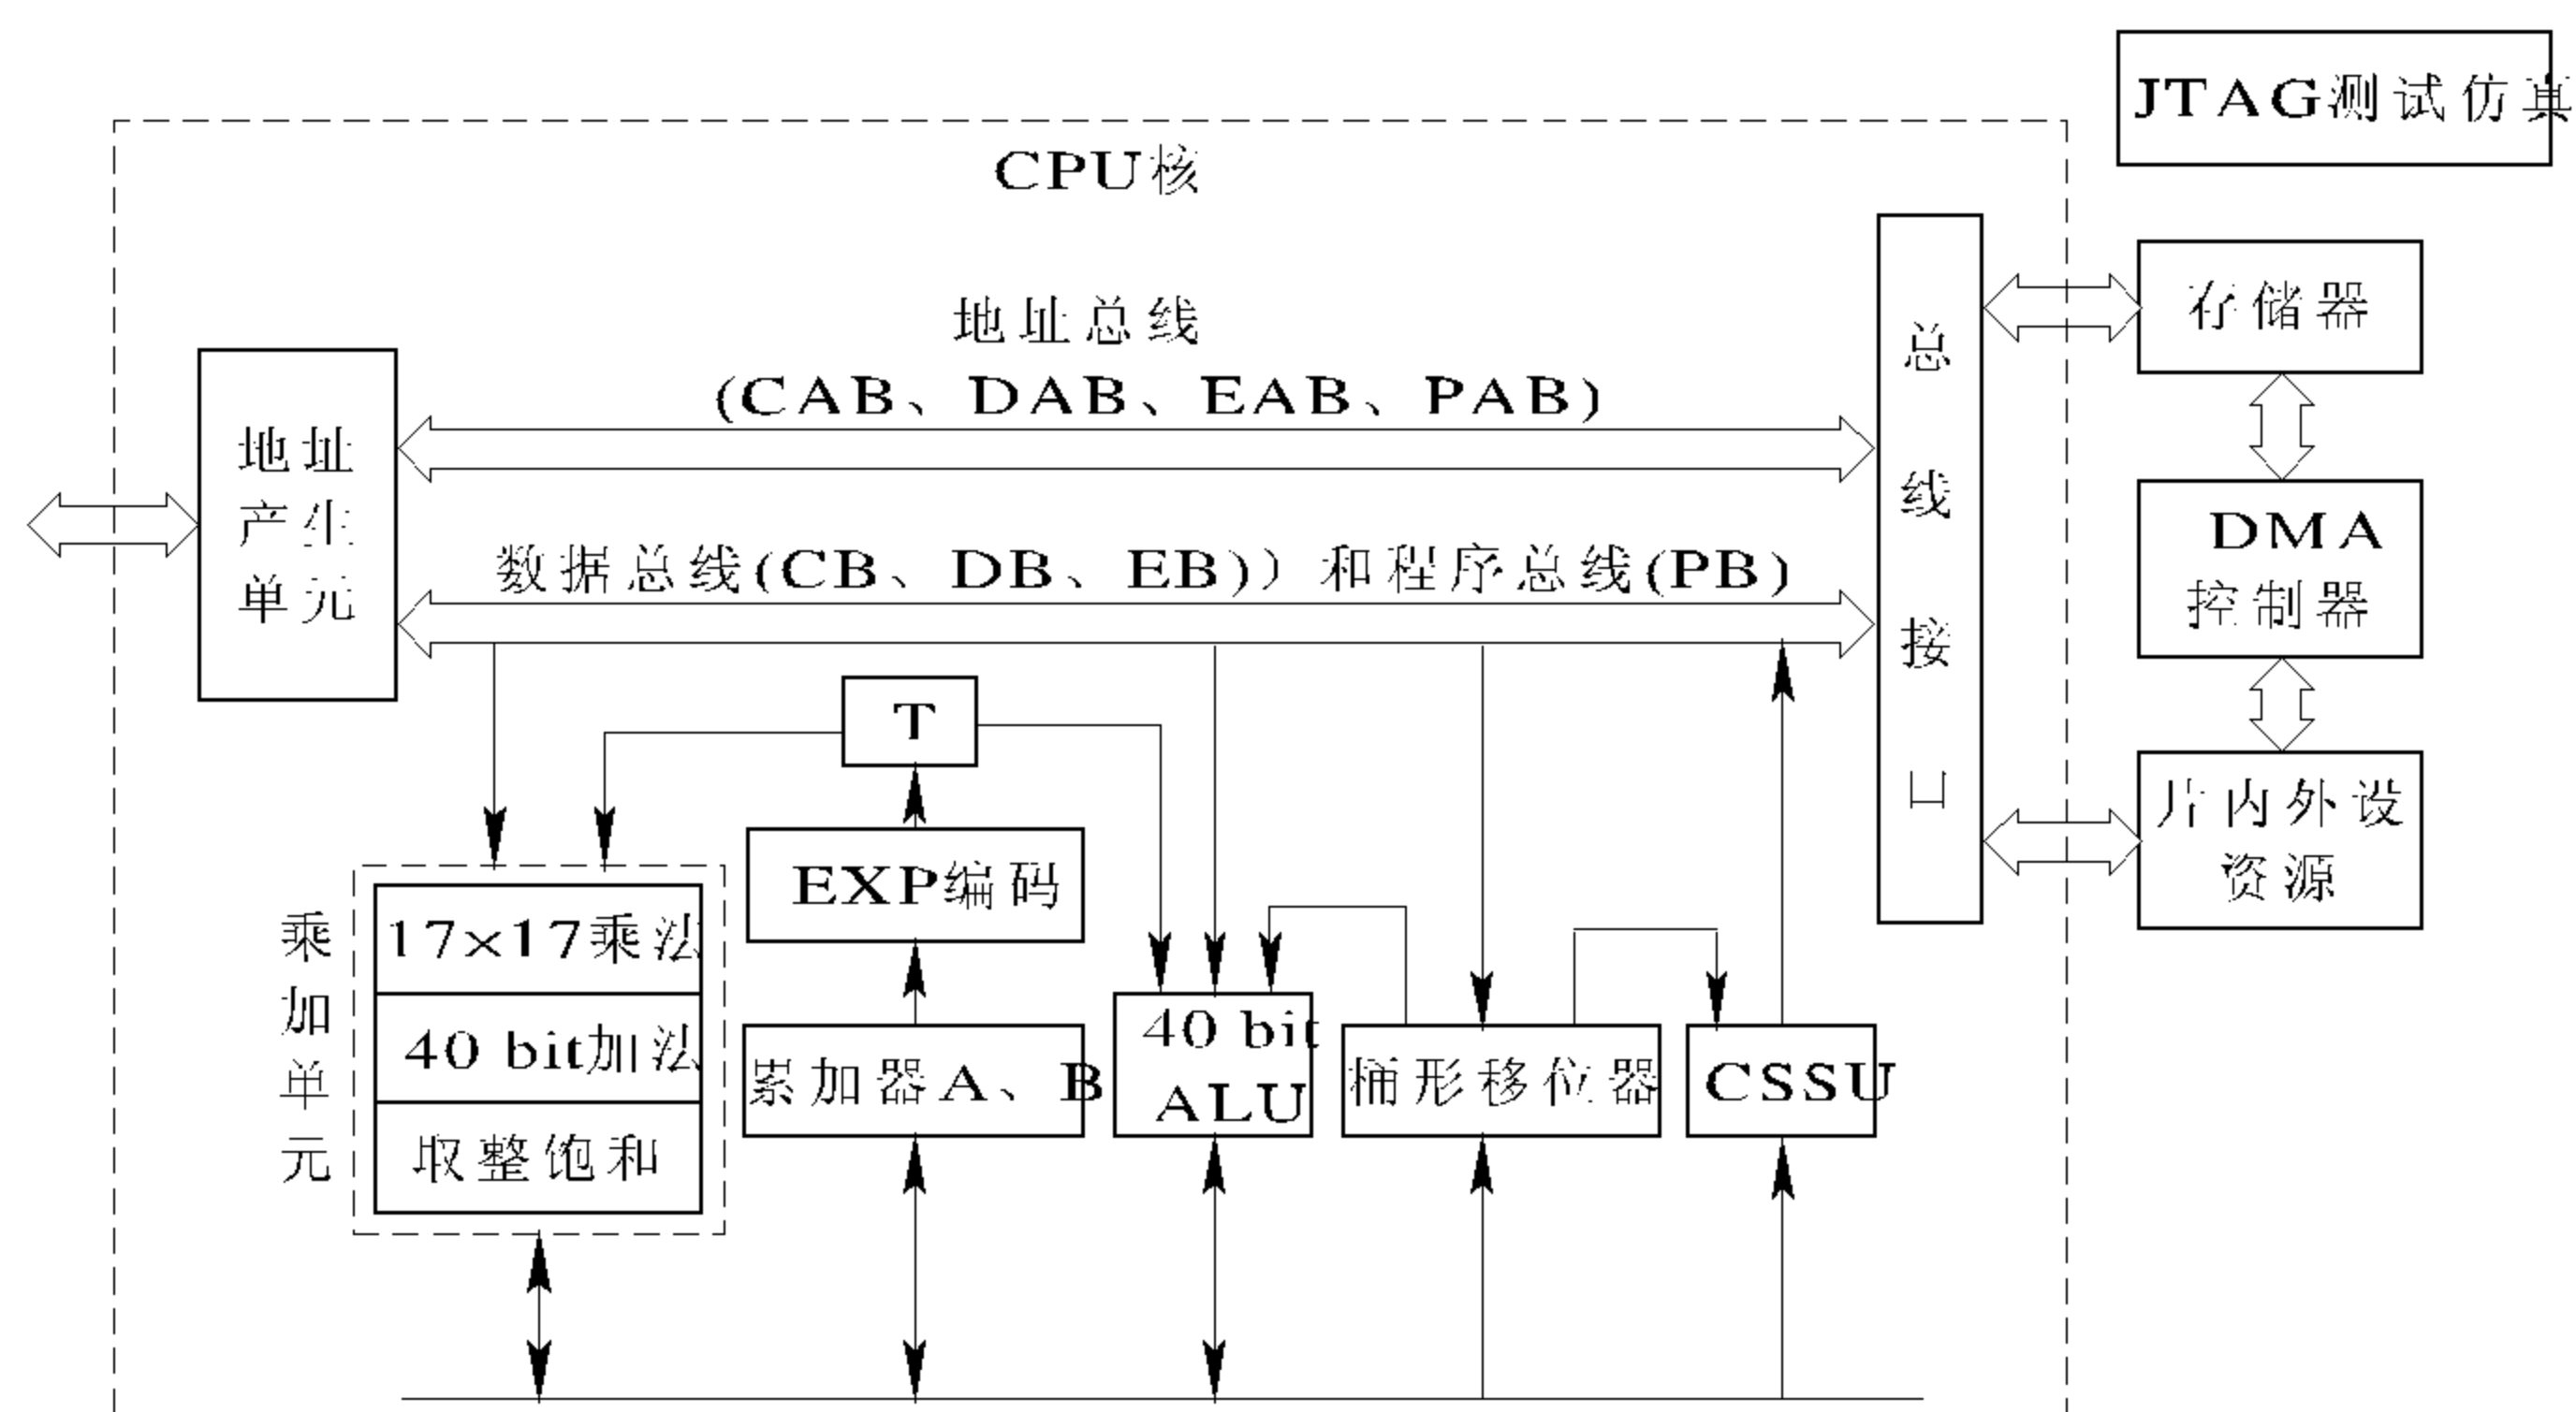 JTAG测试仿真
CPU核
地址总线
(CAB、DAB、EAB、PAB)
数据总线(CB、DB、EB)）和程序总线(PB)
地址
产生
单元
总
线
接
口
存储器
DMA
控制器
片内外设
资源
T
EXP编码
累加器A、B
乘
加
单
元
17×17乘法
40 bit加法
取整饱和
40 bit
ALU
桶形移位器
CSSU